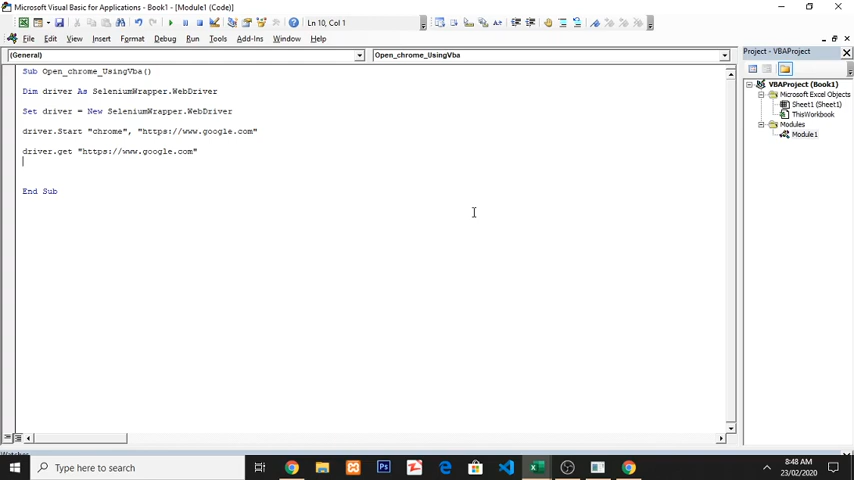 Microsoft Visual Basic for Applications - Book1 - [Module1 (Code)]
File Edit View Insert Format Debug Run Tools Add-Ins Window Help
Ln 10, Col 1
(General)
Open_chrome_UsingVba
Sub Open_chrome_UsingVba()
Dim driver As SeleniumWrapper.WebDriver
Set driver = New SeleniumWrapper.WebDriver
driver.Start "chrome", "https://www.google.com"
driver.get "https://www.google.com"
End Sub
Project - VBAProject
VBAProject (Book1)
Microsoft Excel Objects
Sheet1 (Sheet1)
ThisWorkbook
Modules
Module1
Type here to search
Ps
8:48 AM
23/02/2020